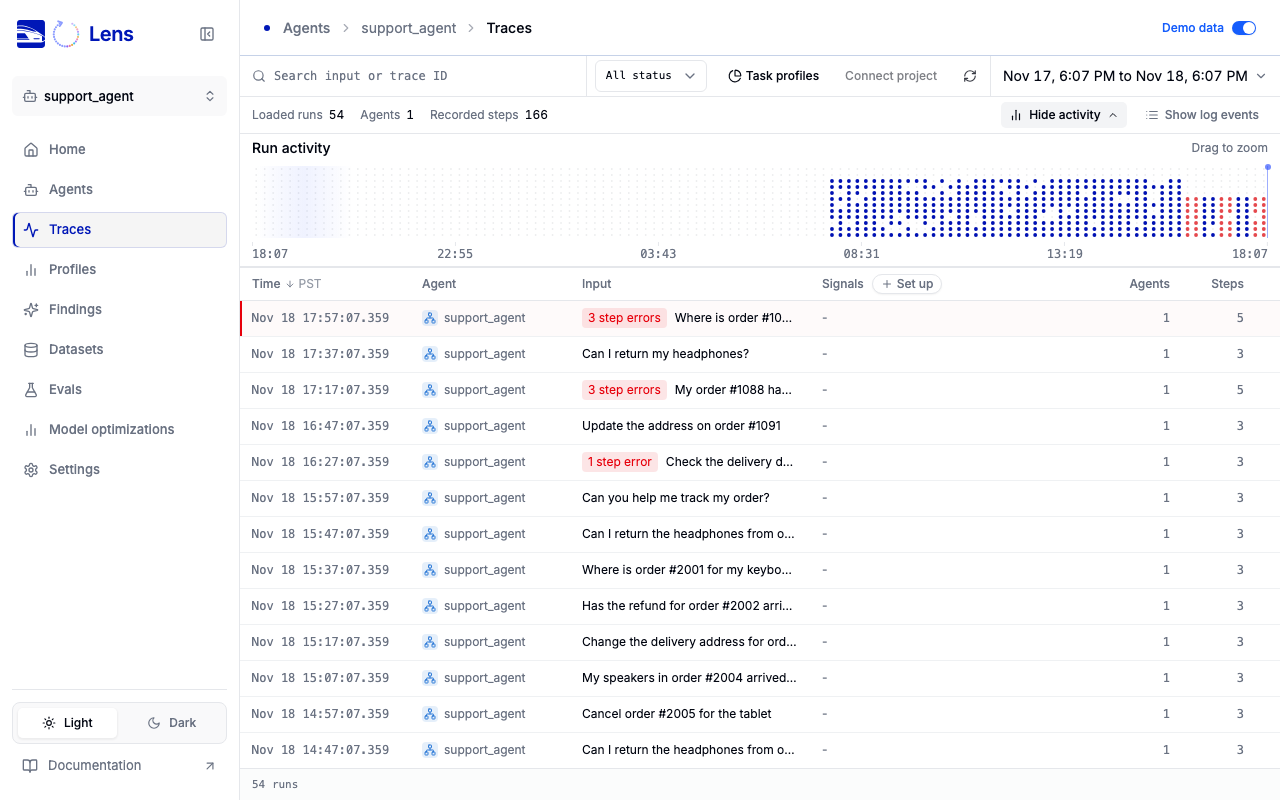 Lens
Agents > support_agent > Traces
Demo data
support_agent
Home
Agents
Traces
Profiles
Findings
Datasets
Evals
Model optimizations
Settings
Light Dark
Documentation
Search input or trace ID
All status
Task profiles
Connect project
Nov 17, 6:07 PM to Nov 18, 6:07 PM
Loaded runs 54 Agents 1 Recorded steps 166
Hide activity
Show log events
Run activity
Drag to zoom
18:07 22:55 03:43 08:31 13:19 18:07
Time ↓ PST Agent Input Signals + Set up Agents Steps
Nov 18 17:57:07.359 support_agent 3 step errors Where is order #10... - 1 5
Nov 18 17:37:07.359 support_agent Can I return my headphones? - 1 3
Nov 18 17:17:07.359 support_agent 3 step errors My order #1088 ha... - 1 5
Nov 18 16:47:07.359 support_agent Update the address on order #1091 - 1 3
Nov 18 16:27:07.359 support_agent 1 step error Check the delivery d... - 1 3
Nov 18 15:57:07.359 support_agent Can you help me track my order? - 1 3
Nov 18 15:47:07.359 support_agent Can I return the headphones from o... - 1 3
Nov 18 15:37:07.359 support_agent Where is order #2001 for my keybo... - 1 3
Nov 18 15:27:07.359 support_agent Has the refund for order #2002 arri... - 1 3
Nov 18 15:17:07.359 support_agent Change the delivery address for ord... - 1 3
Nov 18 15:07:07.359 support_agent My speakers in order #2004 arrived... - 1 3
Nov 18 14:57:07.359 support_agent Cancel order #2005 for the tablet - 1 3
Nov 18 14:47:07.359 support_agent Can I return the headphones from o... - 1 3
54 runs